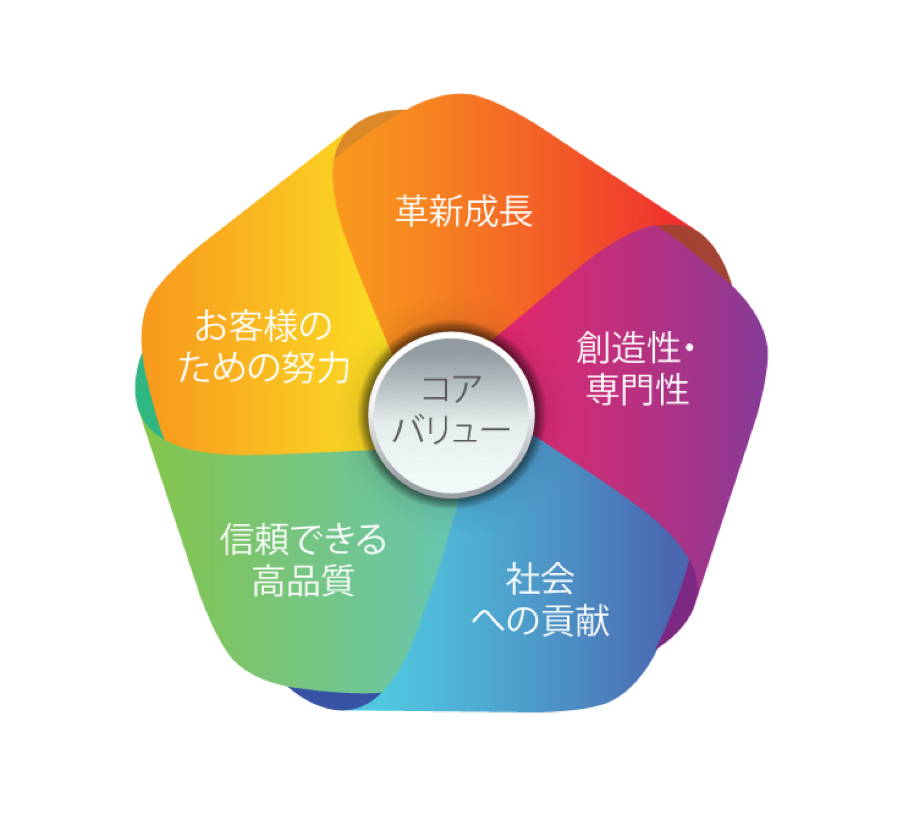 革新成長
創造性・
専門性
社会
への貢献
信頼できる
高品質
お客様の
ための努力
コア
バリュー